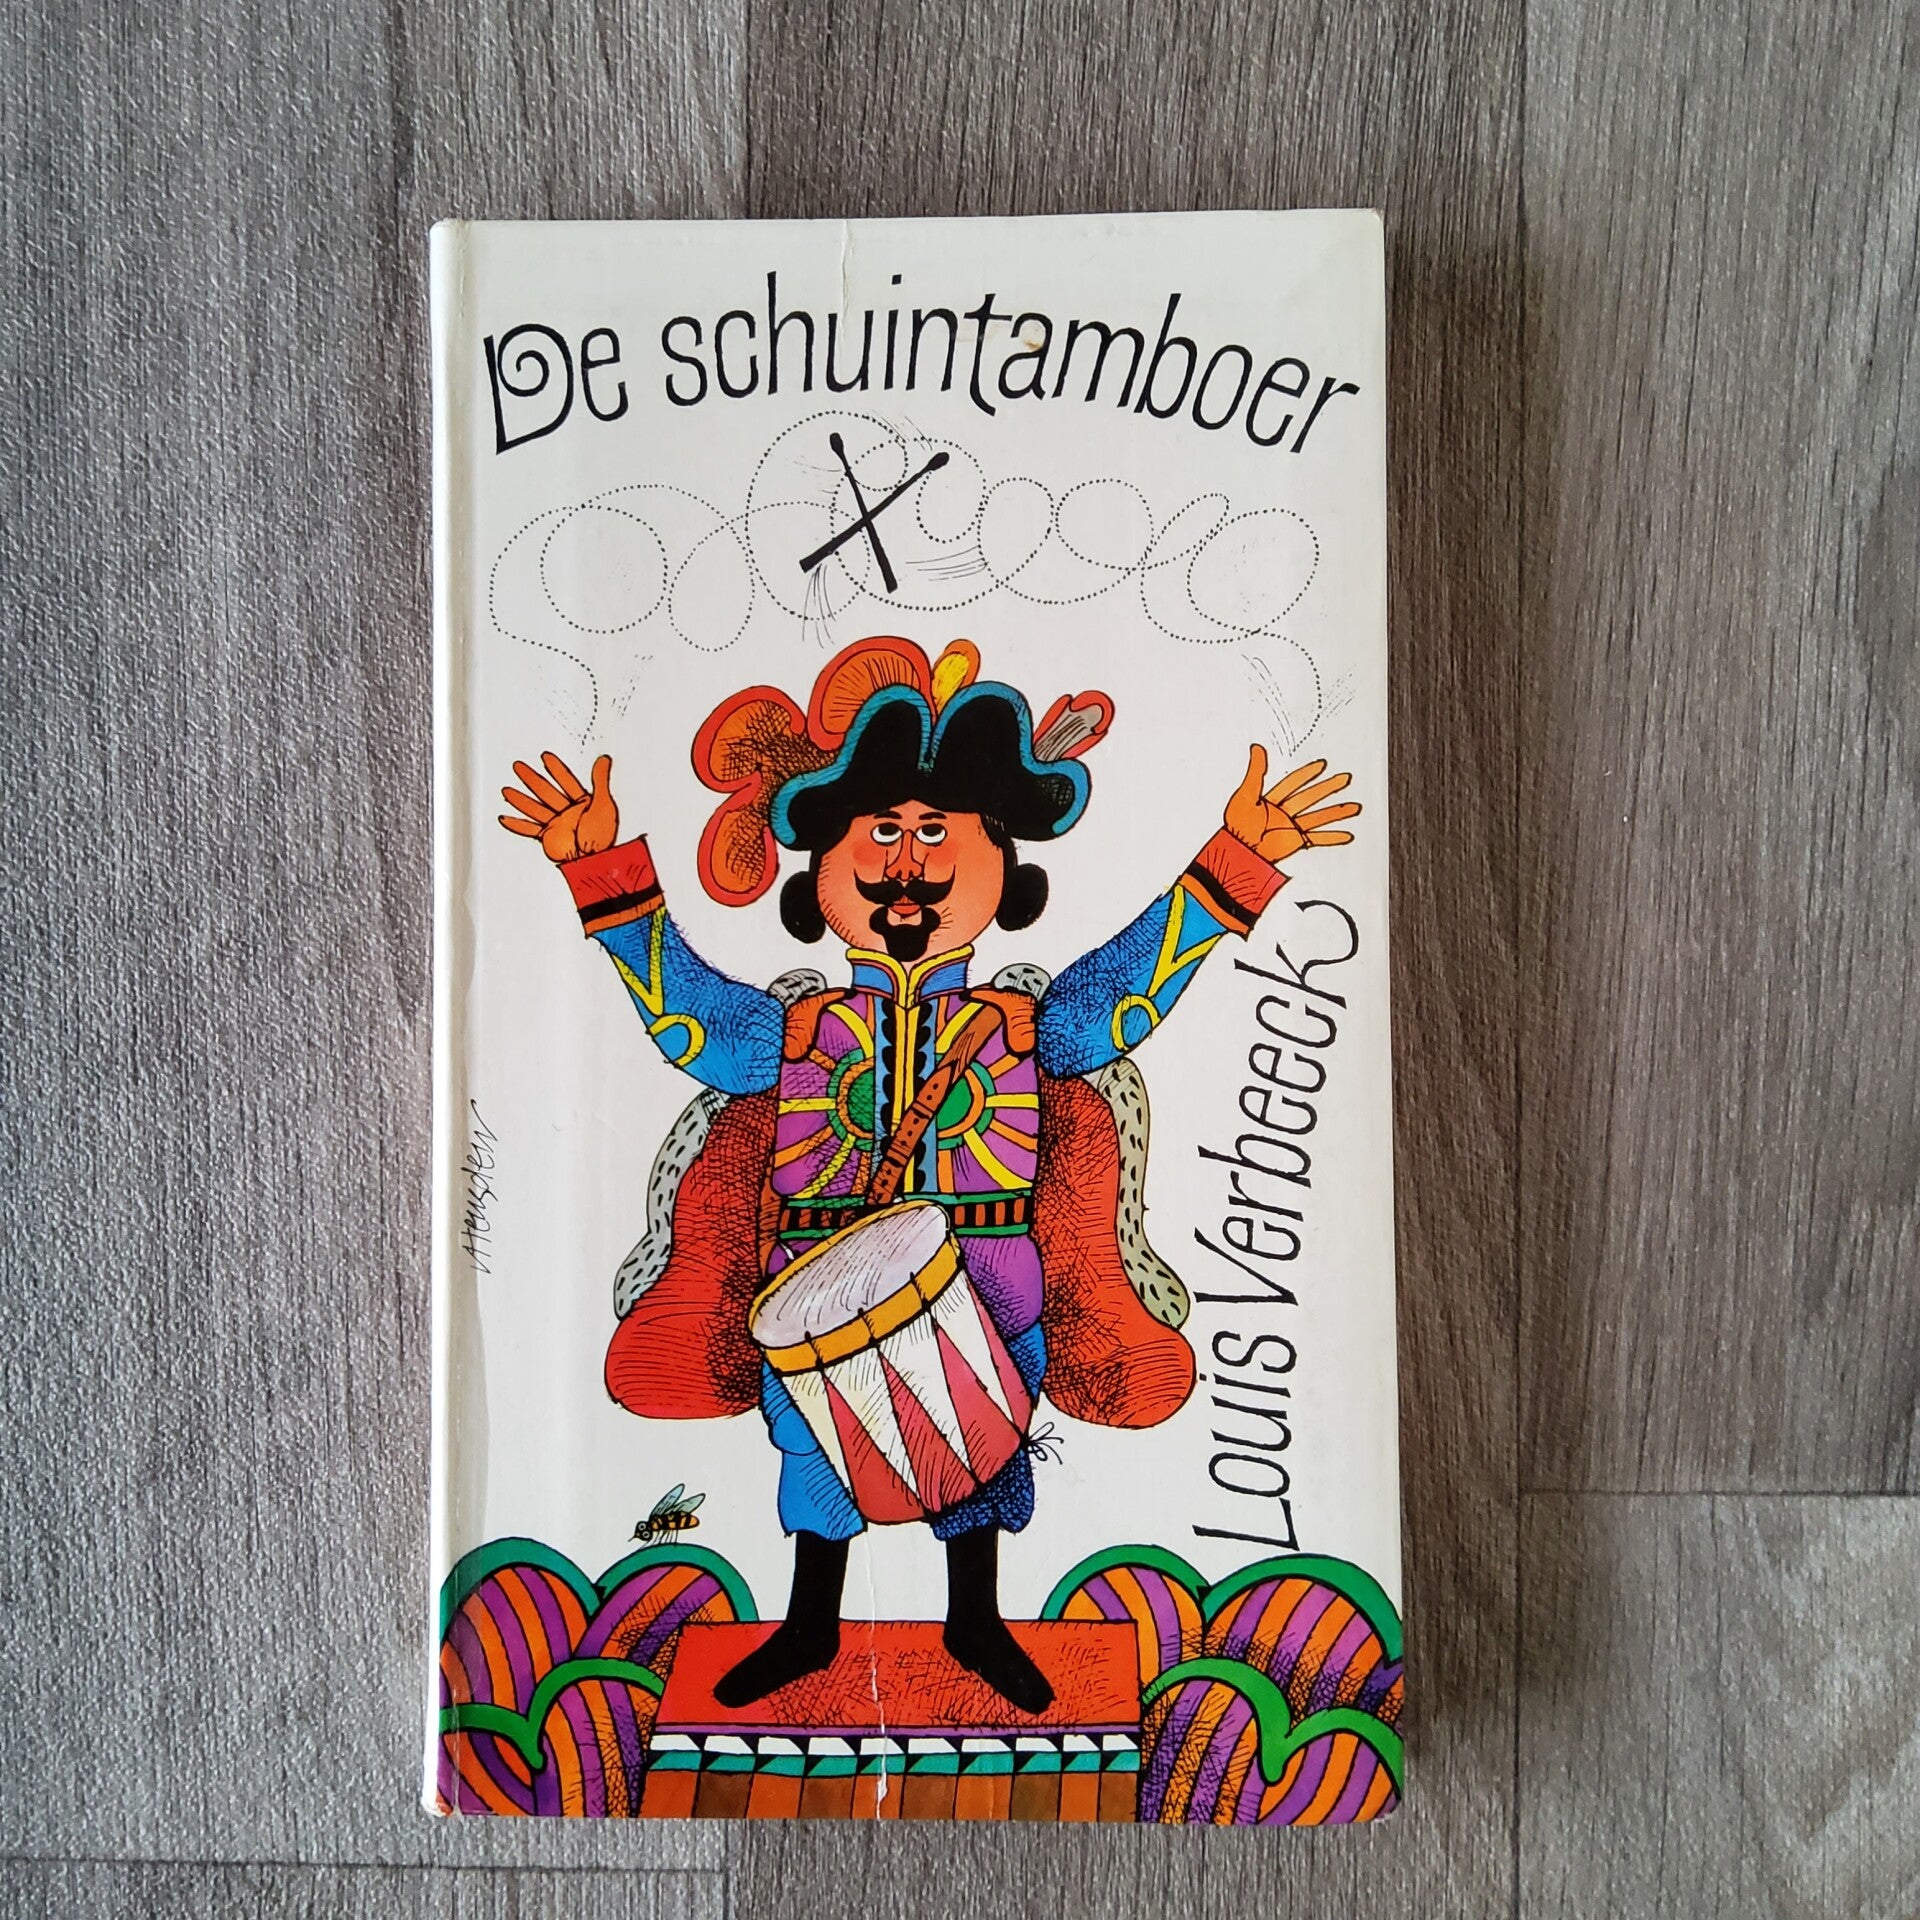 De schuintamboer
Louis Verbeeck